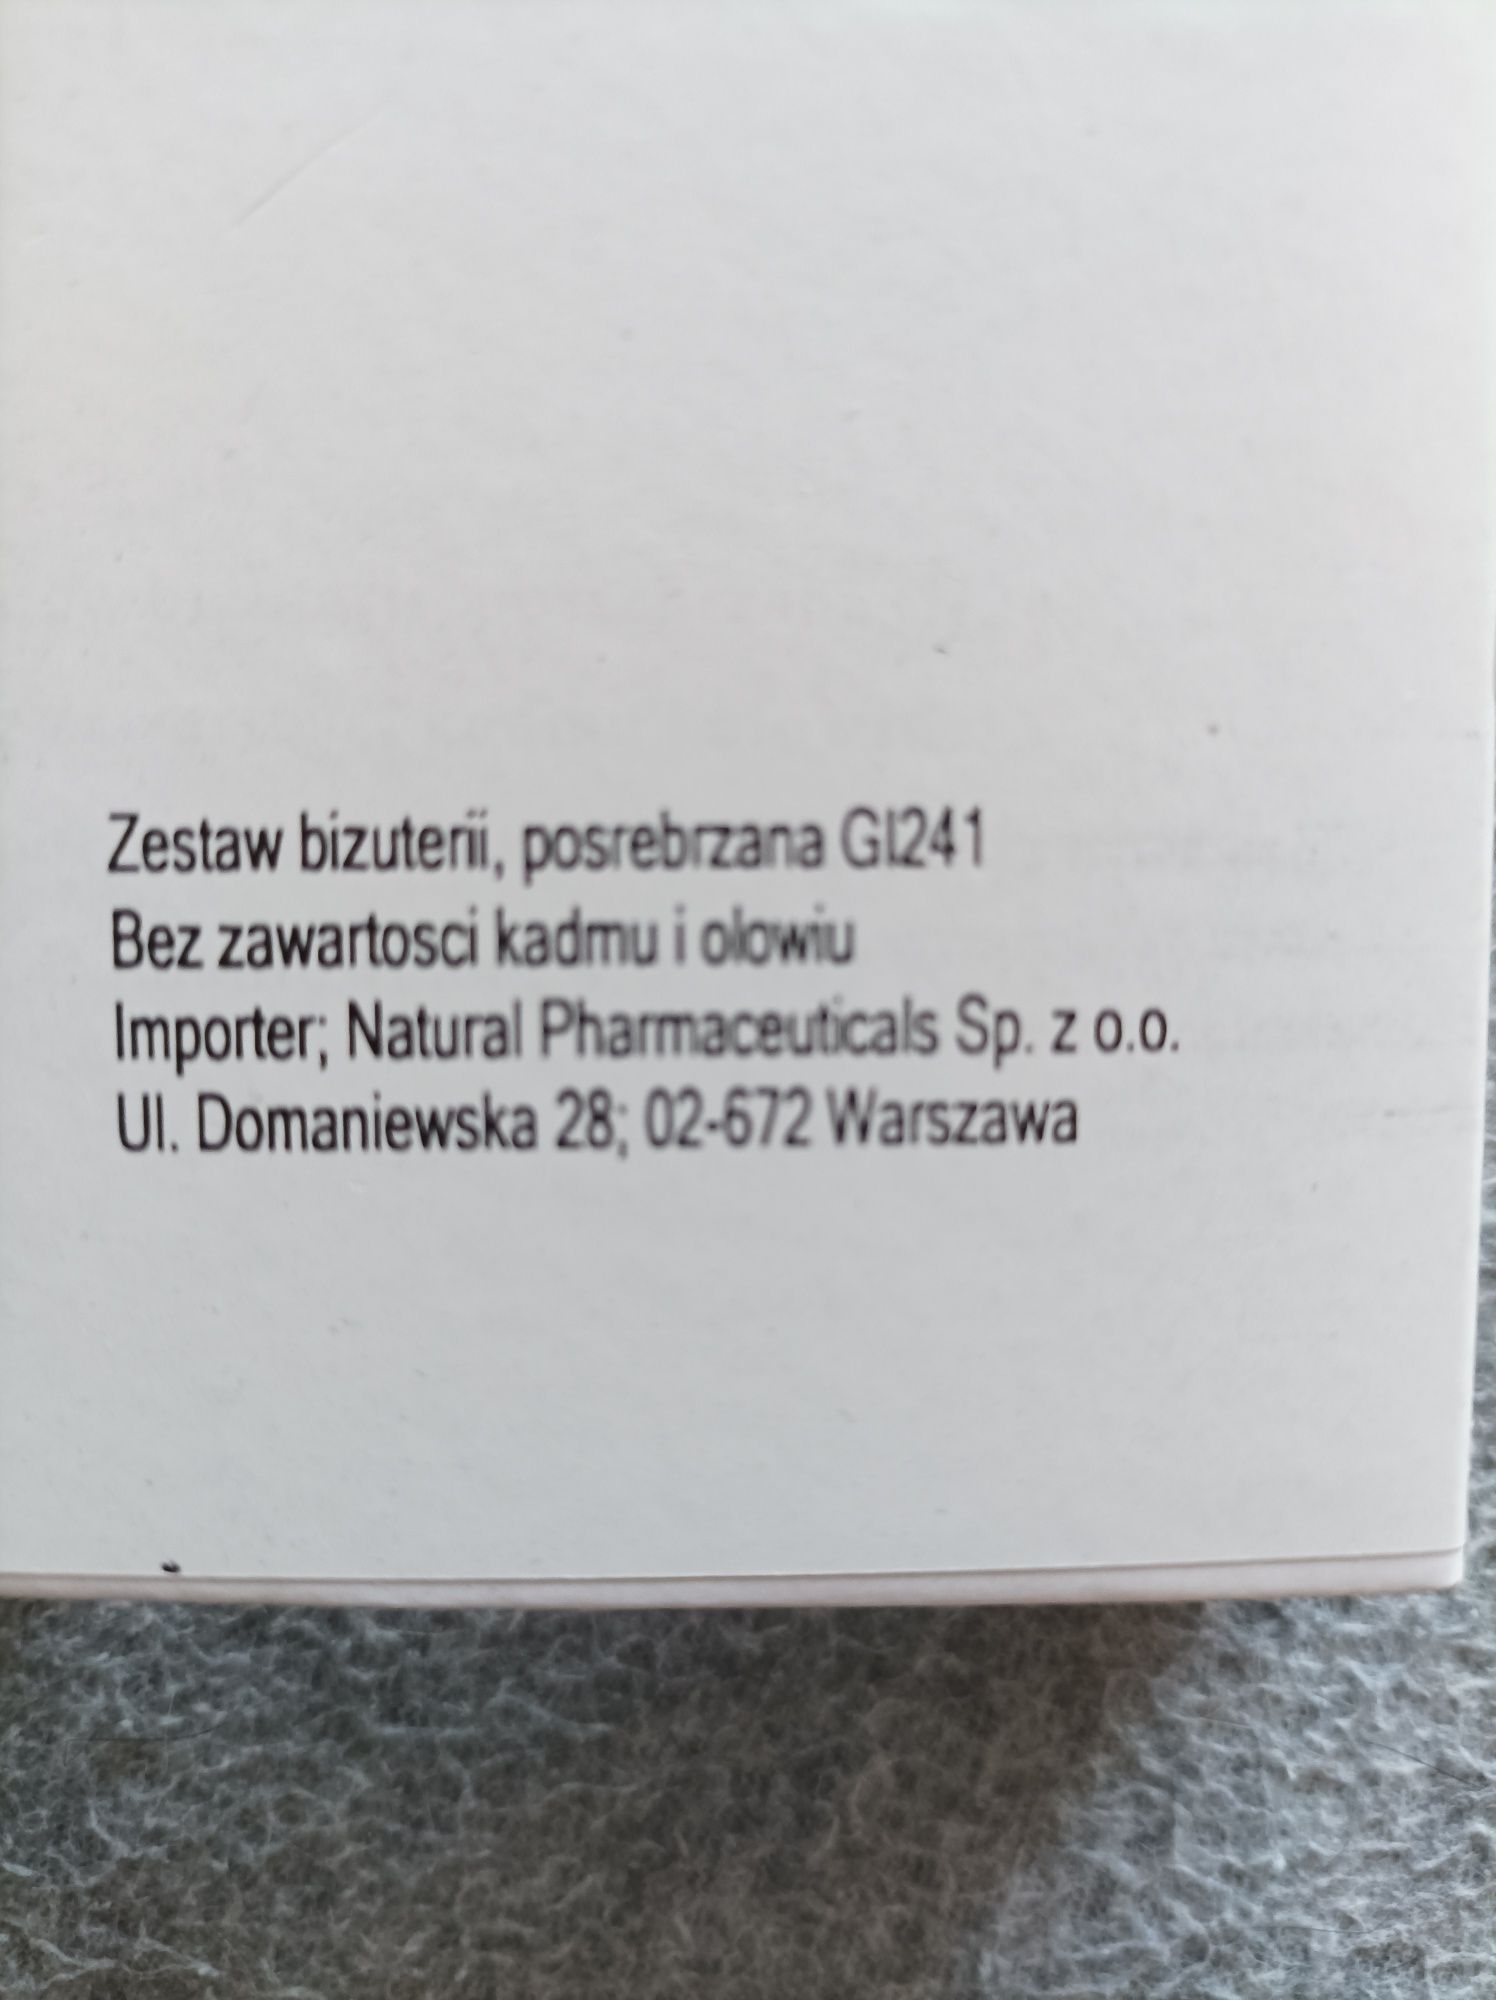 Zestaw bizuterii, posrebrzana GI241
Bez zawartosci kadmu i olowiu
Importer; Natural Pharmaceuticals Sp. z o.o.
Ul. Domaniewska 28; 02-672 Warszawa